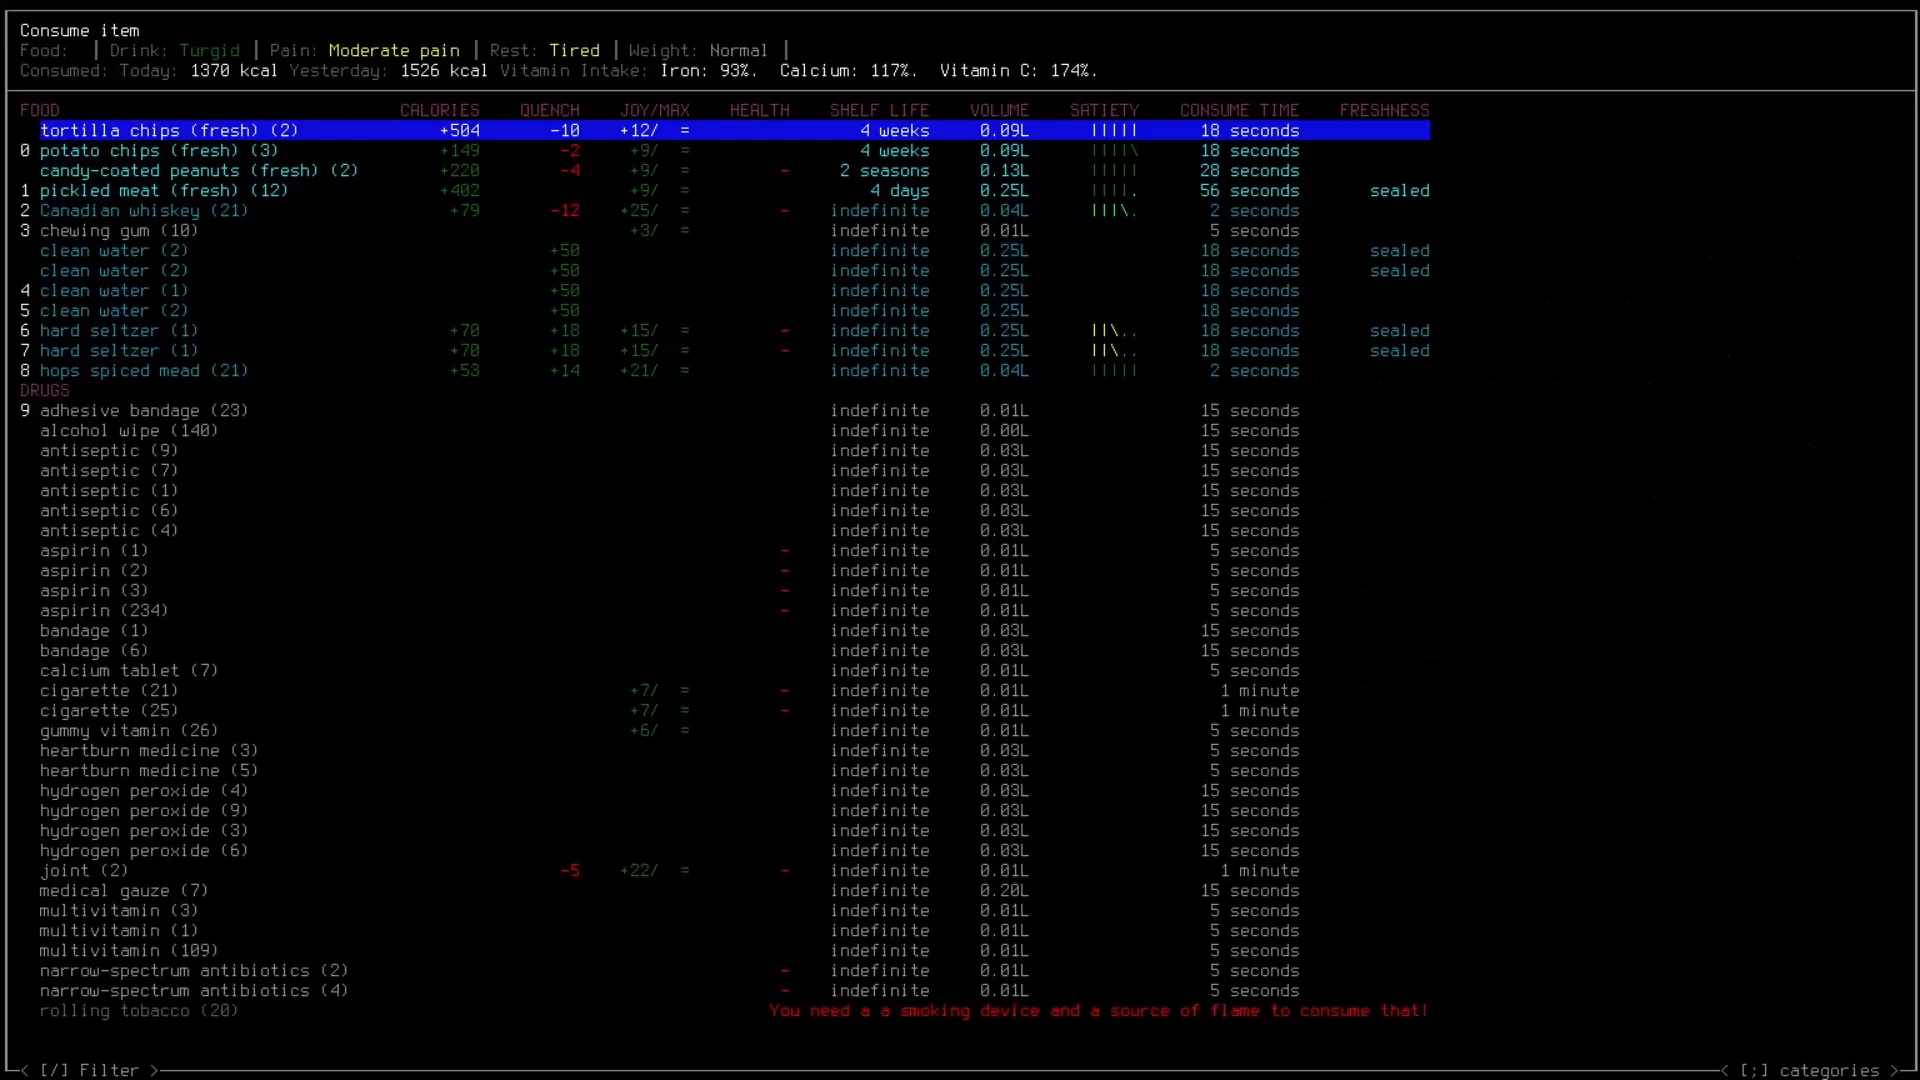 Consume item
Food:   | Drink: Turgid | Pain: Moderate pain | Rest: Tired | Weight: Normal |
Consumed: Today: 1370 kcal Yesterday: 1526 kcal Vitamin Intake: Iron: 93%.  Calcium: 117%.  Vitamin C: 174%.
FOOD CALORIES QUENCH JOY/MAX HEALTH SHELF LIFE VOLUME SATIETY CONSUME TIME FRESHNESS
tortilla chips (fresh) (2) +504 -10 +12/ = 4 weeks 0.09L ||||| 18 seconds
0 potato chips (fresh) (3) +149 -2 +9/ = 4 weeks 0.09L ||||\ 18 seconds
candy-coated peanuts (fresh) (2) +220 -4 +9/ = - 2 seasons 0.13L ||||| 28 seconds
1 pickled meat (fresh) (12) +402 +9/ = 4 days 0.25L ||||. 56 seconds sealed
2 Canadian whiskey (21) +79 -12 +25/ = - indefinite 0.04L |||\. 2 seconds
3 chewing gum (10) +3/ = indefinite 0.01L 5 seconds
clean water (2) +50 indefinite 0.25L 18 seconds sealed
clean water (2) +50 indefinite 0.25L 18 seconds sealed
4 clean water (1) +50 indefinite 0.25L 18 seconds
5 clean water (2) +50 indefinite 0.25L 18 seconds
6 hard seltzer (1) +70 +18 +15/ = - indefinite 0.25L ||\.. 18 seconds sealed
7 hard seltzer (1) +70 +18 +15/ = - indefinite 0.25L ||\.. 18 seconds sealed
8 hops spiced mead (21) +53 +14 +21/ = indefinite 0.04L ||||| 2 seconds
DRUGS
9 adhesive bandage (23) indefinite 0.01L 15 seconds
alcohol wipe (140) indefinite 0.00L 15 seconds
antiseptic (9) indefinite 0.03L 15 seconds
antiseptic (7) indefinite 0.03L 15 seconds
antiseptic (1) indefinite 0.03L 15 seconds
antiseptic (6) indefinite 0.03L 15 seconds
antiseptic (4) indefinite 0.03L 15 seconds
aspirin (1) - indefinite 0.01L 5 seconds
aspirin (2) - indefinite 0.01L 5 seconds
aspirin (3) - indefinite 0.01L 5 seconds
aspirin (234) - indefinite 0.01L 5 seconds
bandage (1) indefinite 0.03L 15 seconds
bandage (6) indefinite 0.03L 15 seconds
calcium tablet (7) indefinite 0.01L 5 seconds
cigarette (21) +7/ = - indefinite 0.01L 1 minute
cigarette (25) +7/ = - indefinite 0.01L 1 minute
gummy vitamin (26) +6/ = indefinite 0.01L 5 seconds
heartburn medicine (3) indefinite 0.03L 5 seconds
heartburn medicine (5) indefinite 0.03L 5 seconds
hydrogen peroxide (4) indefinite 0.03L 15 seconds
hydrogen peroxide (9) indefinite 0.03L 15 seconds
hydrogen peroxide (3) indefinite 0.03L 15 seconds
hydrogen peroxide (6) indefinite 0.03L 15 seconds
joint (2) -5 +22/ = - indefinite 0.01L 1 minute
medical gauze (7) indefinite 0.20L 15 seconds
multivitamin (3) indefinite 0.01L 5 seconds
multivitamin (1) indefinite 0.01L 5 seconds
multivitamin (109) indefinite 0.01L 5 seconds
narrow-spectrum antibiotics (2) - indefinite 0.01L 5 seconds
narrow-spectrum antibiotics (4) - indefinite 0.01L 5 seconds
rolling tobacco (20) You need a a smoking device and a source of flame to consume that!
< [/] Filter > < [;] categories >